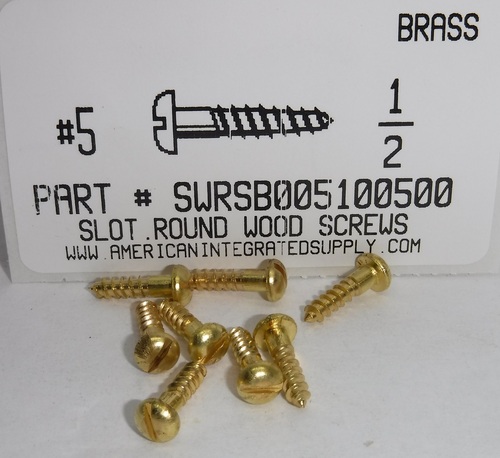 BRASS
#5
1
2
PART # SWRSB005100500
SLOT.ROUND WOOD SCREWS
WWW.AMERICANINTEGRATEDSUPPLY.COM